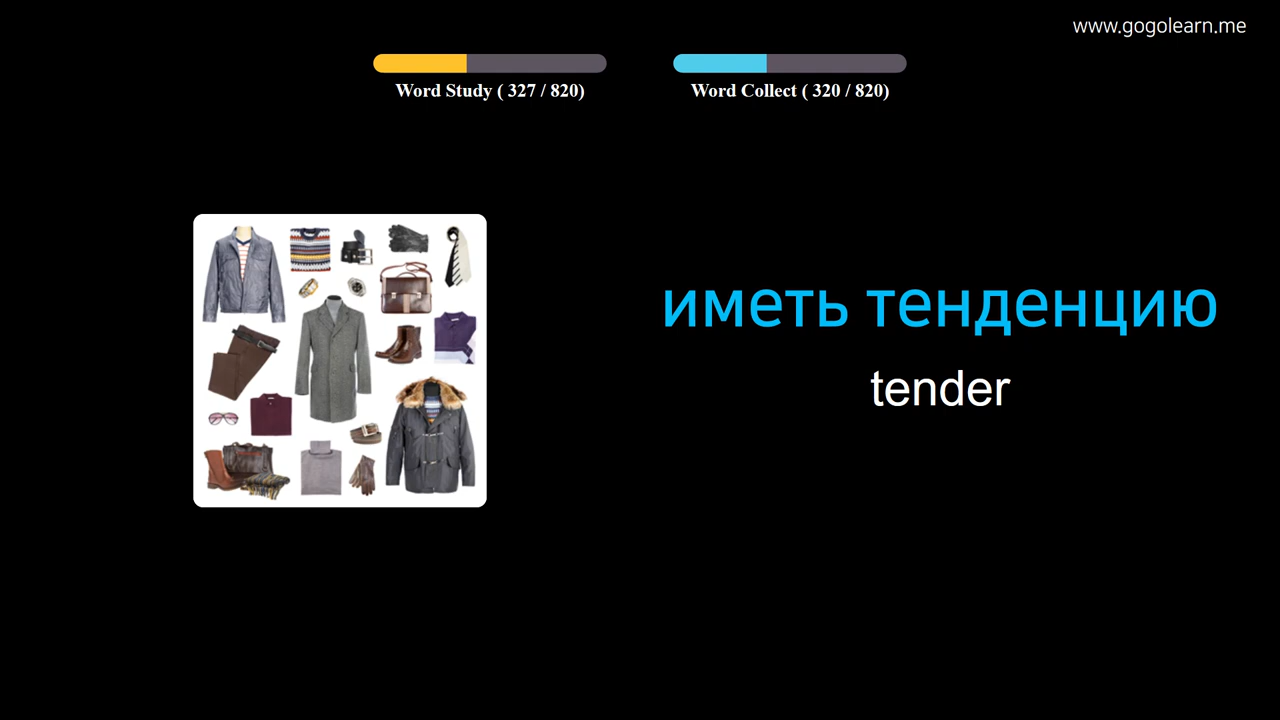 www.gogolearn.me
Word Study ( 327 / 820)
Word Collect ( 320 / 820)
иметь тенденцию
tender